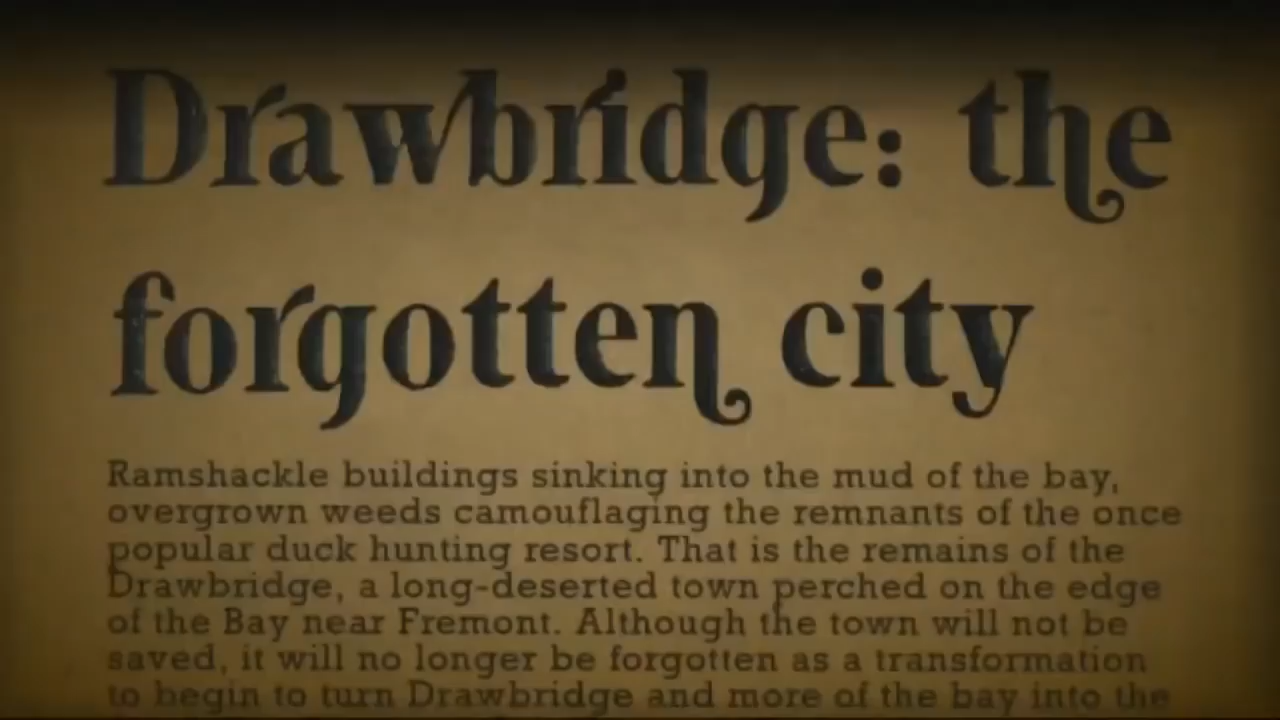 Drawbridge: the
forgotten city
Ramshackle buildings sinking into the mud of the bay,
overgrown weeds camouflaging the remnants of the once
popular duck hunting resort. That is the remains of the
Drawbridge, a long-deserted town perched on the edge
of the Bay near Fremont. Although the town will not be
saved, it will no longer be forgotten as a transformation
to begin to turn Drawbridge and more of the bay into the